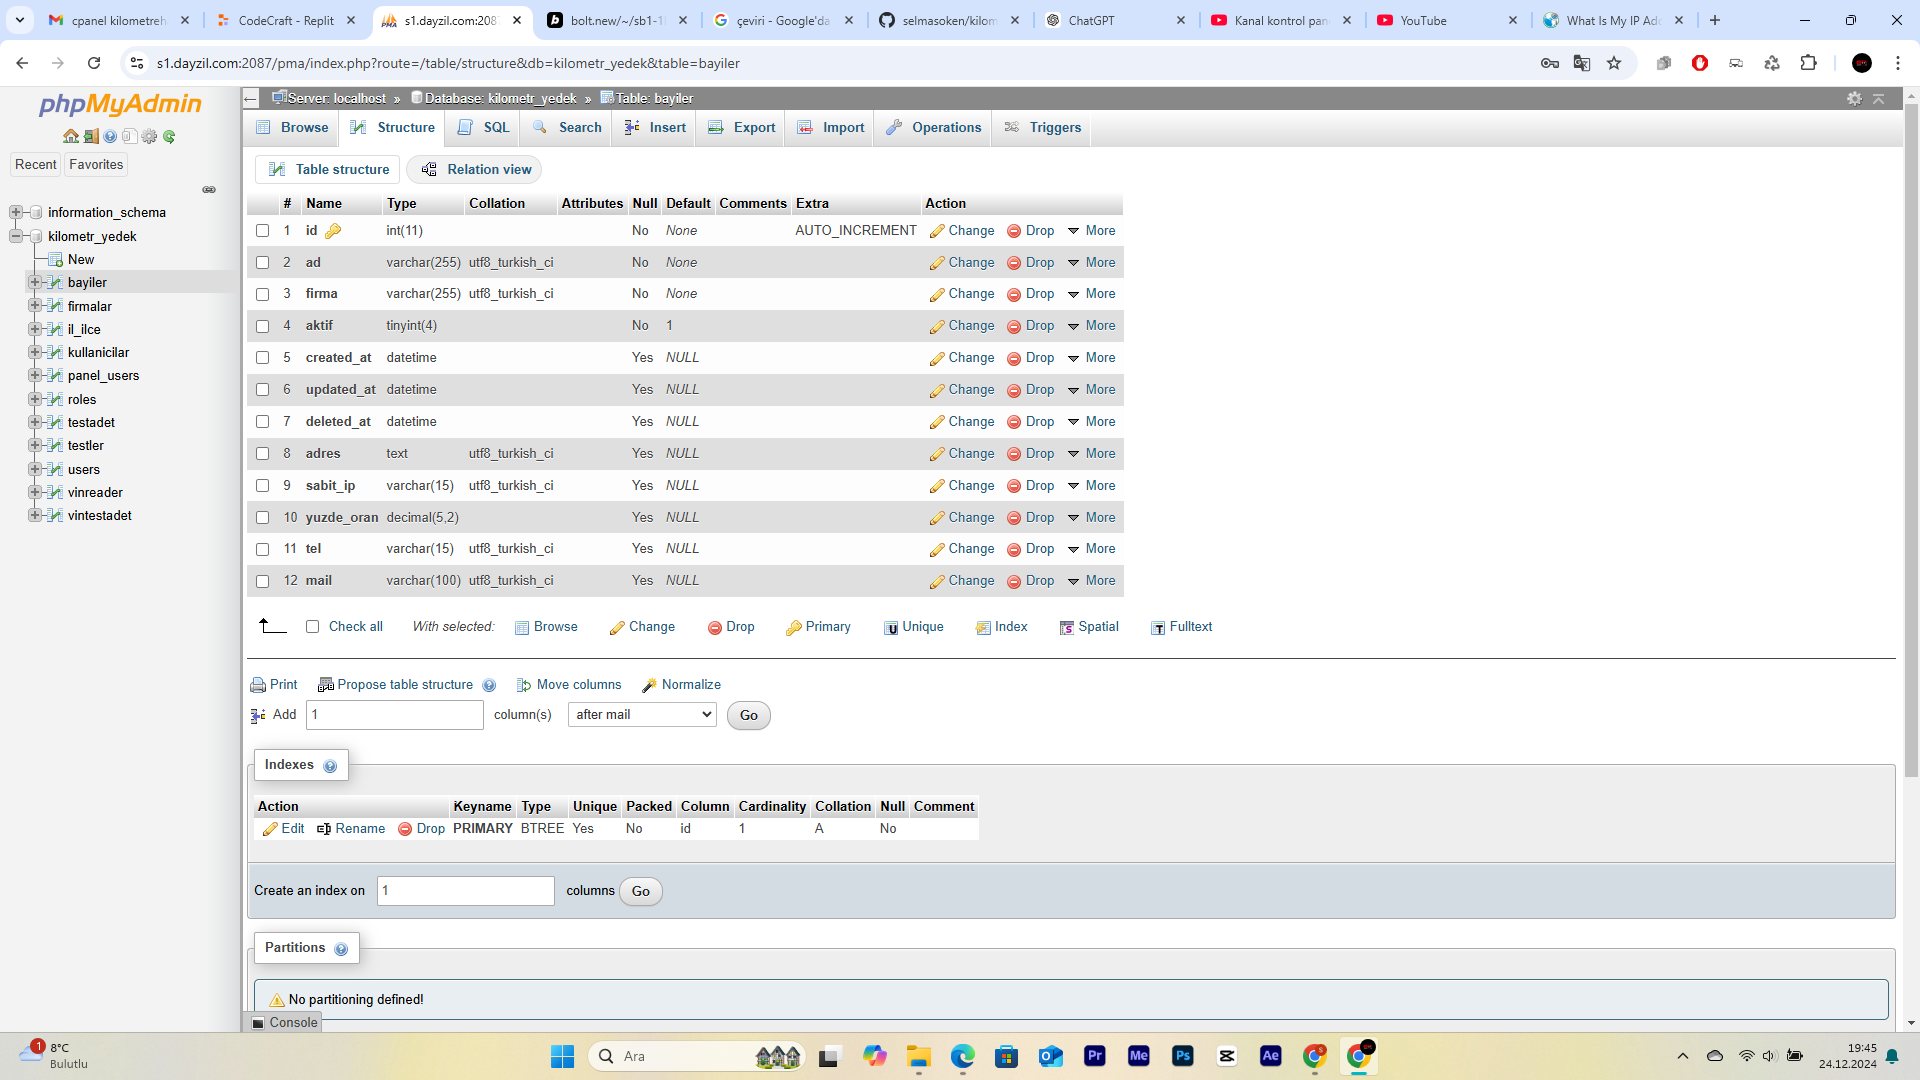 cpanel kilometreh
CodeCraft - Replit
s1.dayzil.com:2087
bolt.new/~/sb1-1
çeviri - Google'da
selmasoken/kilom
ChatGPT
Kanal kontrol pan
YouTube
What Is My IP Add
s1.dayzil.com:2087/pma/index.php?route=/table/structure&db=kilometr_yedek&table=bayiler
phpMyAdmin
Recent Favorites
information_schema
kilometr_yedek
New
bayiler
firmalar
il_ilce
kullanicilar
panel_users
roles
testadet
testler
users
vinreader
vintestadet
Server: localhost » Database: kilometr_yedek » Table: bayiler
Browse Structure SQL Search Insert Export Import Operations Triggers
Table structure Relation view
# Name Type Collation Attributes Null Default Comments Extra Action
1 id int(11) No None AUTO_INCREMENT Change Drop More
2 ad varchar(255) utf8_turkish_ci No None Change Drop More
3 firma varchar(255) utf8_turkish_ci No None Change Drop More
4 aktif tinyint(4) No 1 Change Drop More
5 created_at datetime Yes NULL Change Drop More
6 updated_at datetime Yes NULL Change Drop More
7 deleted_at datetime Yes NULL Change Drop More
8 adres text utf8_turkish_ci Yes NULL Change Drop More
9 sabit_ip varchar(15) utf8_turkish_ci Yes NULL Change Drop More
10 yuzde_oran decimal(5,2) Yes NULL Change Drop More
11 tel varchar(15) utf8_turkish_ci Yes NULL Change Drop More
12 mail varchar(100) utf8_turkish_ci Yes NULL Change Drop More
Check all With selected: Browse Change Drop Primary Unique Index Spatial Fulltext
Print Propose table structure Move columns Normalize
Add 1 column(s) after mail Go
Indexes
Action Keyname Type Unique Packed Column Cardinality Collation Null Comment
Edit Rename Drop PRIMARY BTREE Yes No id 1 A No
Create an index on 1 columns Go
Partitions
No partitioning defined!
Console
1
8°C
Bulutlu
Ara
Pr
Me
Ps
Ae
19:45
24.12.2024